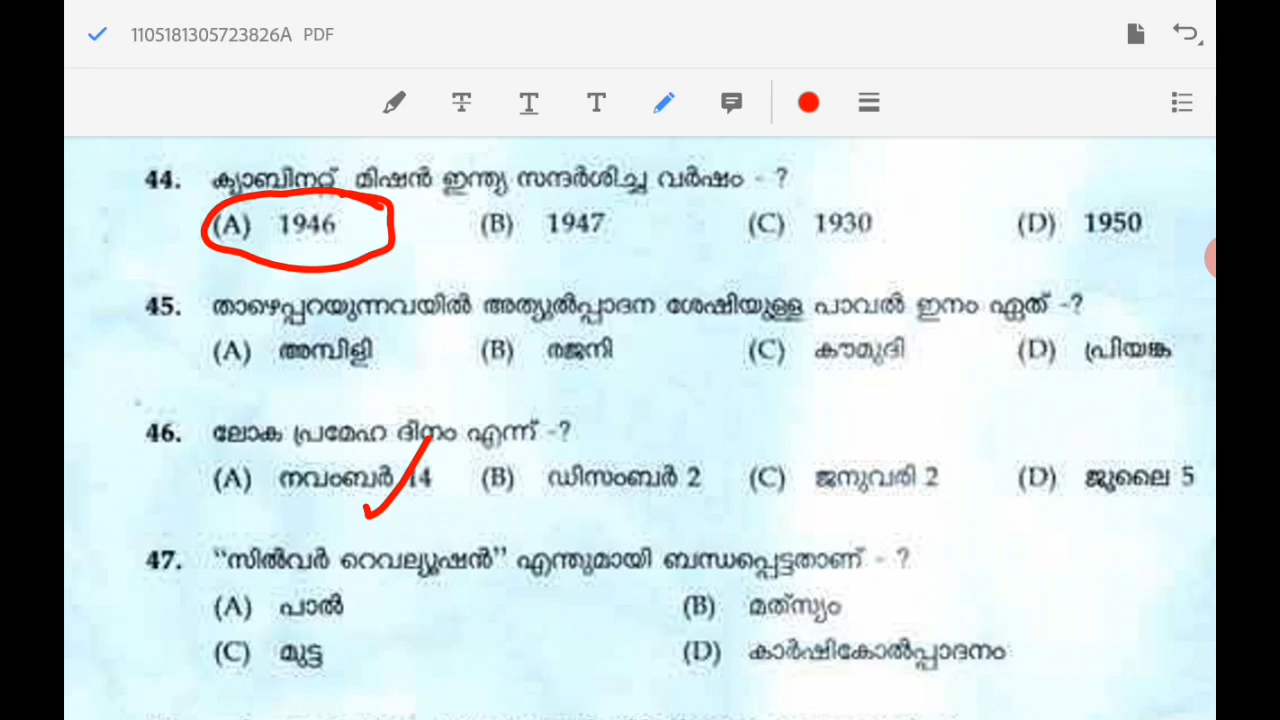 1105181305723826A PDF
44. ക്യാബിനറ്റ് മിഷൻ ഇന്ത്യ സന്ദർശിച്ച വർഷം - ?
(A) 1946 (B) 1947 (C) 1930 (D) 1950
45. താഴെപ്പറയുന്നവയിൽ അത്യുൽപ്പാദന ശേഷിയുള്ള പാവൽ ഇനം ഏത് -?
(A) അമ്പിളി (B) രജനി (C) കൗമുദി (D) പ്രിയങ്ക
46. ലോക പ്രമേഹ ദിനം എന്ന് -?
(A) നവംബർ 14 (B) ഡിസംബർ 2 (C) ജനുവരി 2 (D) ജൂലൈ 5
47. "സിൽവർ റെവല്യൂഷൻ" എന്തുമായി ബന്ധപ്പെട്ടതാണ് - ?
(A) പാൽ (B) മത്സ്യം
(C) മുട്ട (D) കാർഷികോൽപ്പാദനം